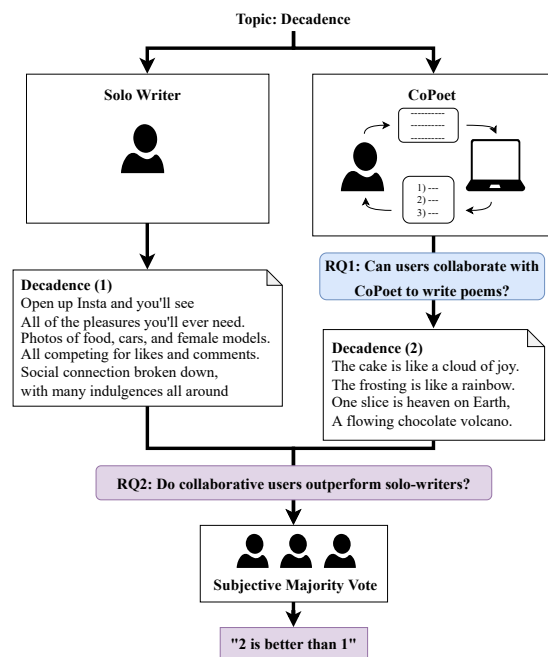 Topic: Decadence
Solo Writer
CoPoet
----------
----------
----------
1) ---
2) ---
3) ---
RQ1: Can users collaborate with
CoPoet to write poems?
Decadence (1)
Open up Insta and you'll see
All of the pleasures you'll ever need.
Photos of food, cars, and female models.
All competing for likes and comments.
Social connection broken down,
with many indulgences all around
Decadence (2)
The cake is like a cloud of joy.
The frosting is like a rainbow.
One slice is heaven on Earth,
A flowing chocolate volcano.
RQ2: Do collaborative users outperform solo-writers?
Subjective Majority Vote
"2 is better than 1"